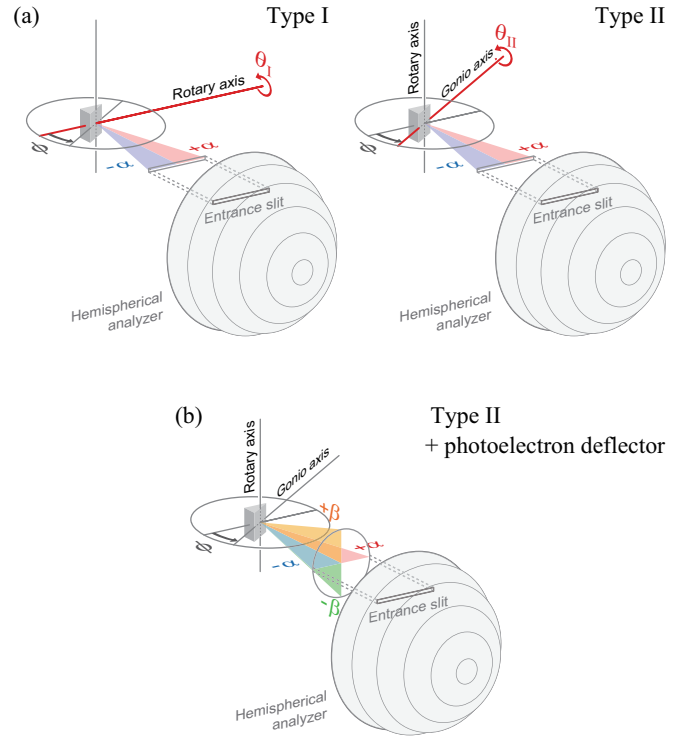 (a)
Type I
θI
Rotary axis
ϕ
+α
-α
Entrance slit
Hemispherical
analyzer
Type II
θII
Rotary axis
Gonio axis
ϕ
+α
-α
Entrance slit
Hemispherical
analyzer
(b)
Type II
+ photoelectron deflector
Rotary axis
Gonio axis
ϕ
+β
+α
-α
-β
Entrance slit
Hemispherical
analyzer